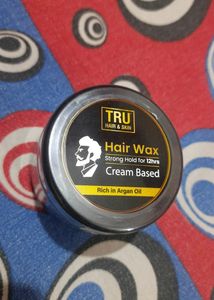 TRU
HAIR & SKIN
Hair Wax
Strong Hold for 12hrs
Cream Based
Rich in Argan Oil